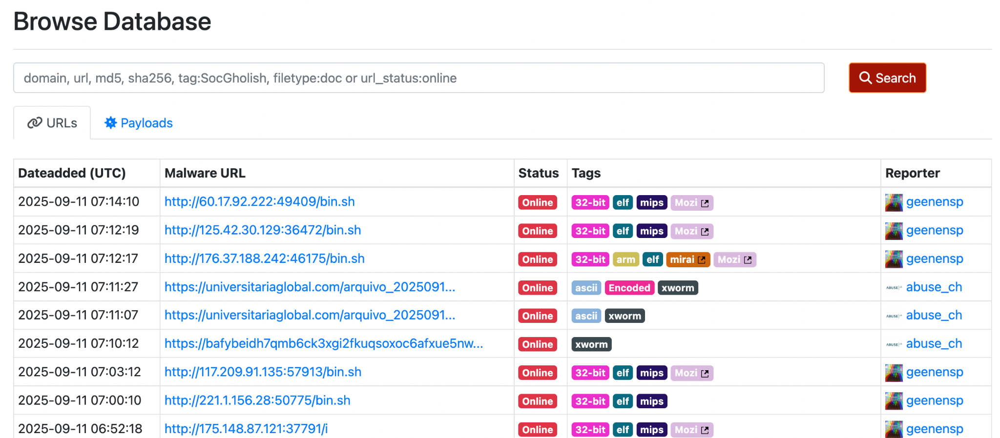 Browse Database
domain, url, md5, sha256, tag:SocGholish, filetype:doc or url_status:online
Search
URLs Payloads
Dateadded (UTC) Malware URL Status Tags Reporter
2025-09-11 07:14:10 http://60.17.92.222:49409/bin.sh Online 32-bit elf mips Mozi geenensp
2025-09-11 07:12:19 http://125.42.30.129:36472/bin.sh Online 32-bit elf mips Mozi geenensp
2025-09-11 07:12:17 http://176.37.188.242:46175/bin.sh Online 32-bit arm elf mirai Mozi geenensp
2025-09-11 07:11:27 https://universitariaglobal.com/arquivo_2025091... Online ascii Encoded xworm ABUSE|ch abuse_ch
2025-09-11 07:11:07 https://universitariaglobal.com/arquivo_2025091... Online ascii xworm ABUSE|ch abuse_ch
2025-09-11 07:10:12 https://bafybeidh7qmb6ck3xgi2fkuqsoxoc6afxue5nw... Online xworm ABUSE|ch abuse_ch
2025-09-11 07:03:12 http://117.209.91.135:57913/bin.sh Online 32-bit elf mips Mozi geenensp
2025-09-11 07:00:10 http://221.1.156.28:50775/bin.sh Online 32-bit elf mips geenensp
2025-09-11 06:52:18 http://175.148.87.121:37791/i Online 32-bit elf mips Mozi geenensp